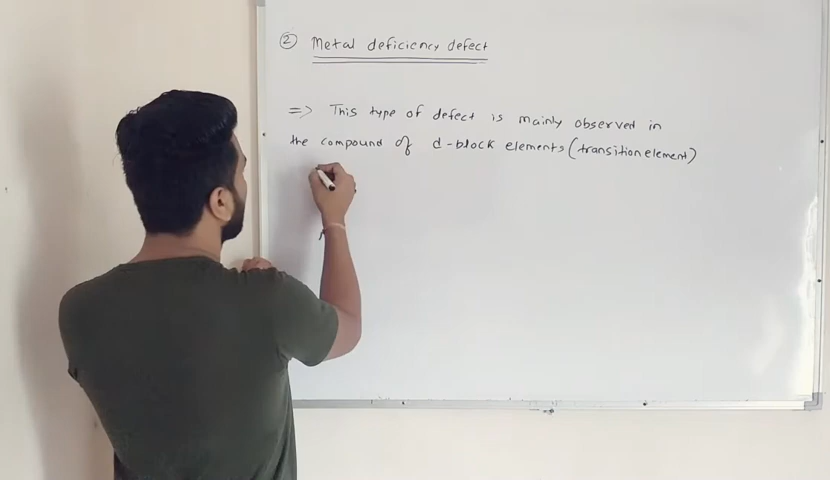 ② Metal deficiency defect
=> This type of defect is mainly observed in
the compound of d-block elements (transition element)